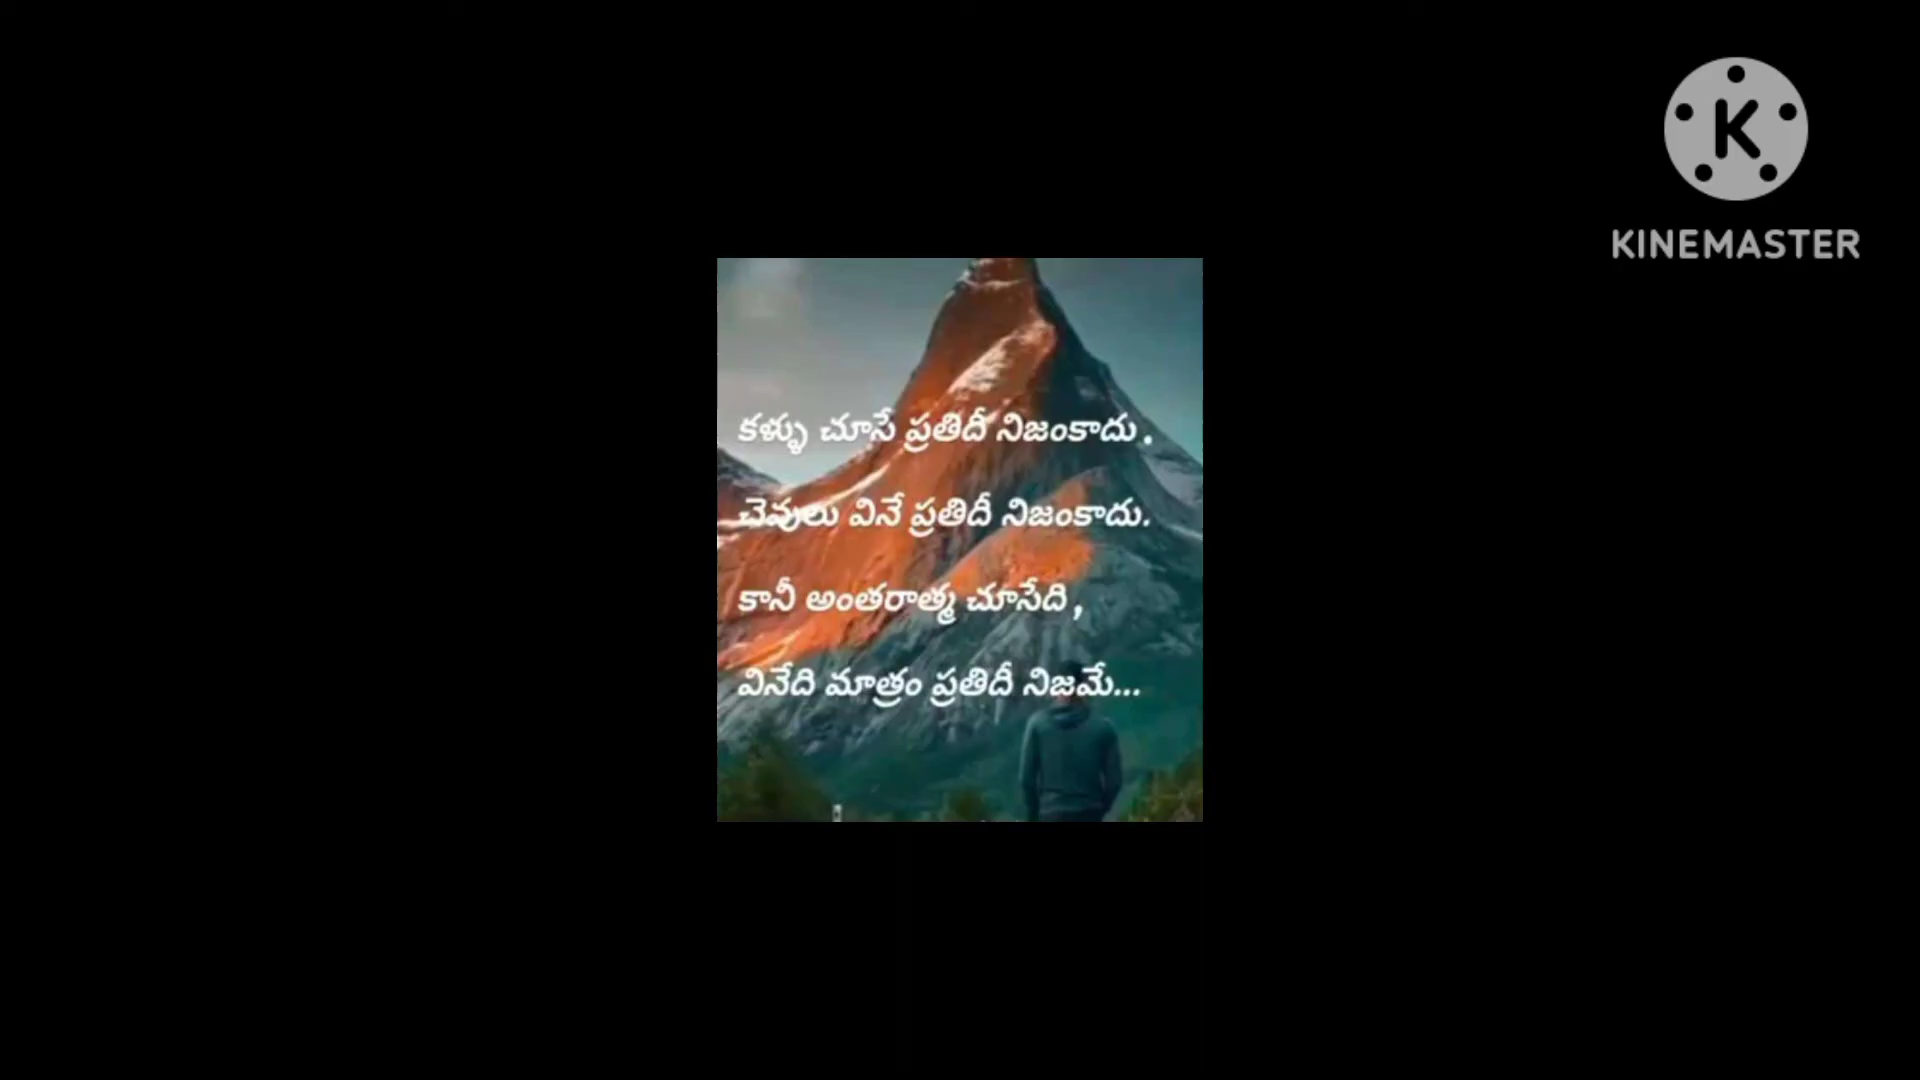 KINEMASTER
కళ్ళు చూసే ప్రతిదీ నిజంకాదు.
చెవులు వినే ప్రతిదీ నిజంకాదు.
కానీ అంతరాత్మ చూసేది,
వినేది మాత్రం ప్రతిదీ నిజమే...